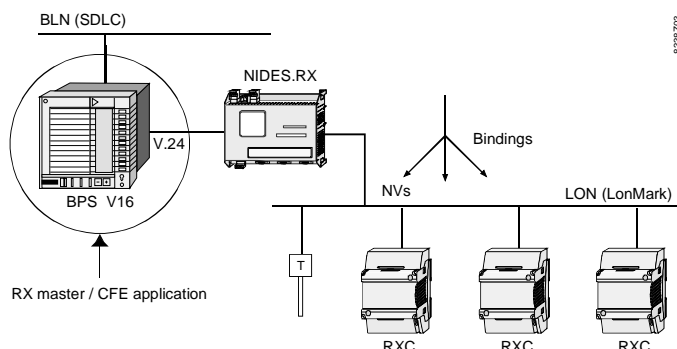 BLN (SDLC)
NIDES.RX
V.24
BPS V16
Bindings
NVs
LON (LonMark)
T
RX master / CFE application
RXC
RXC
RXC